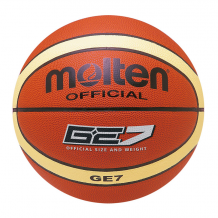 molten
OFFICIAL
GE7
OFFICIAL SIZE AND WEIGHT
GE7